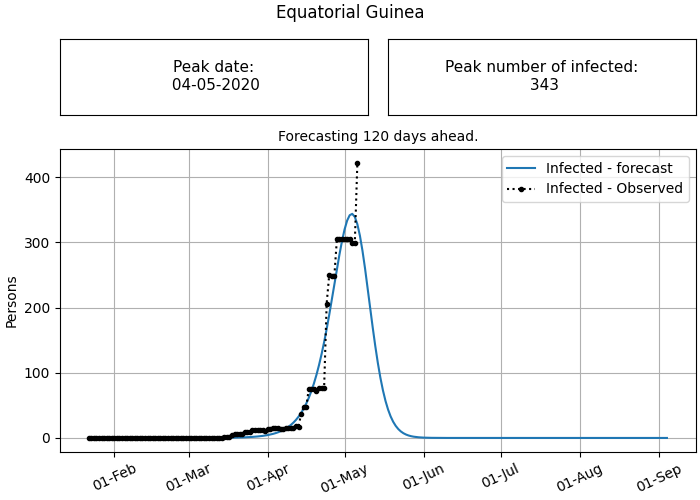 Equatorial Guinea
Peak date:
04-05-2020
Peak number of infected:
343
Forecasting 120 days ahead.
Infected - forecast
Infected - Observed
Persons
400
300
200
100
0
01-Feb
01-Mar
01-Apr
01-May
01-Jun
01-Jul
01-Aug
01-Sep